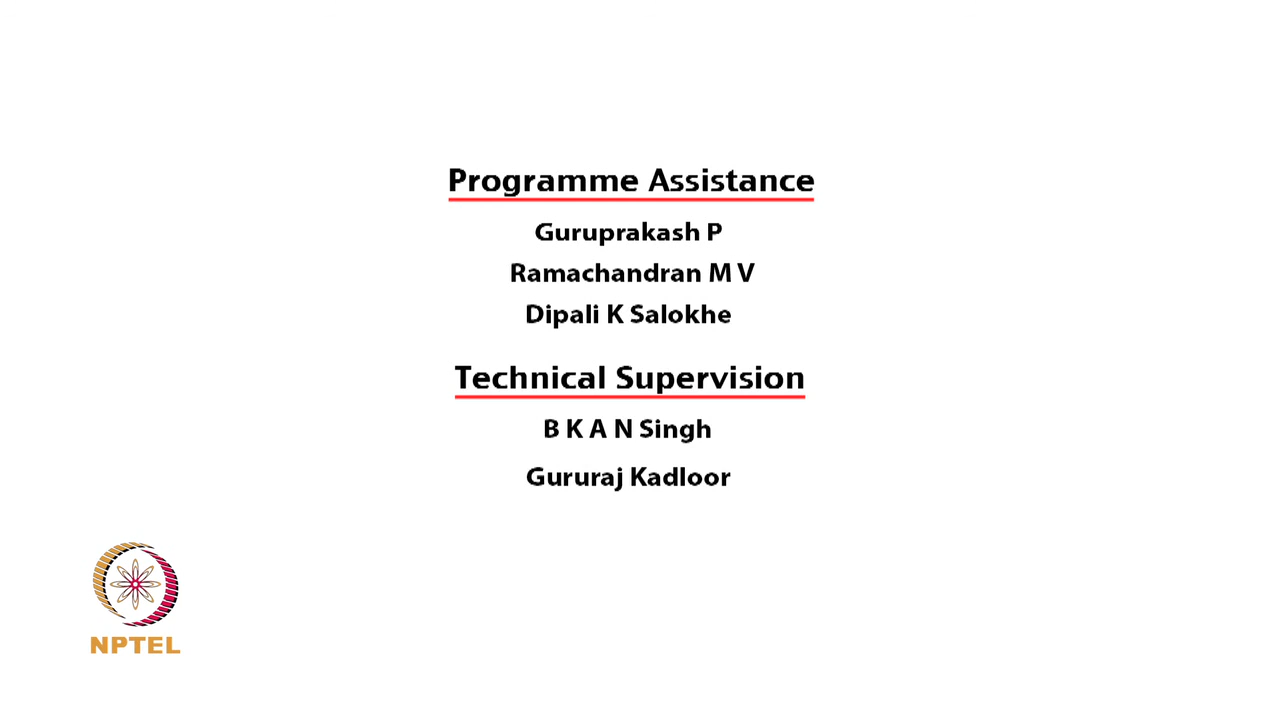 Programme Assistance
Guruprakash P
Ramachandran M V
Dipali K Salokhe
Technical Supervision
B K A N Singh
Gururaj Kadloor
NPTEL